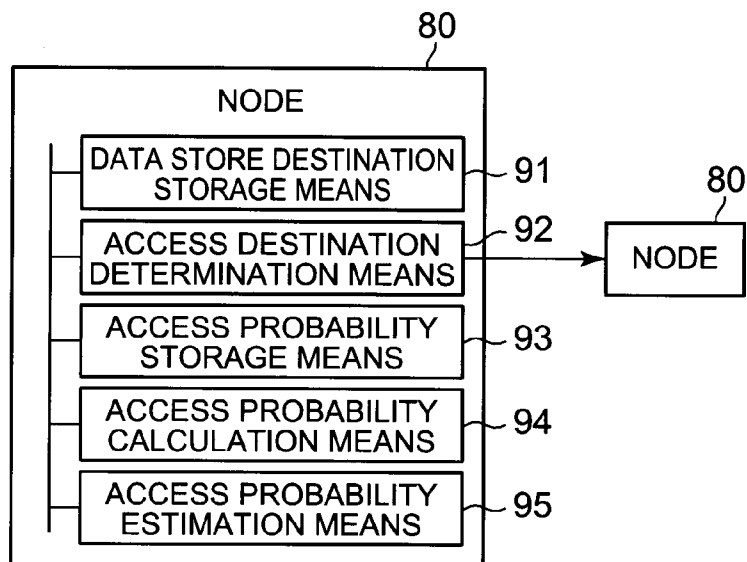 80
NODE
DATA STORE DESTINATION
STORAGE MEANS
91
ACCESS DESTINATION
DETERMINATION MEANS
92
80
NODE
ACCESS PROBABILITY
STORAGE MEANS
93
ACCESS PROBABILITY
CALCULATION MEANS
94
ACCESS PROBABILITY
ESTIMATION MEANS
95